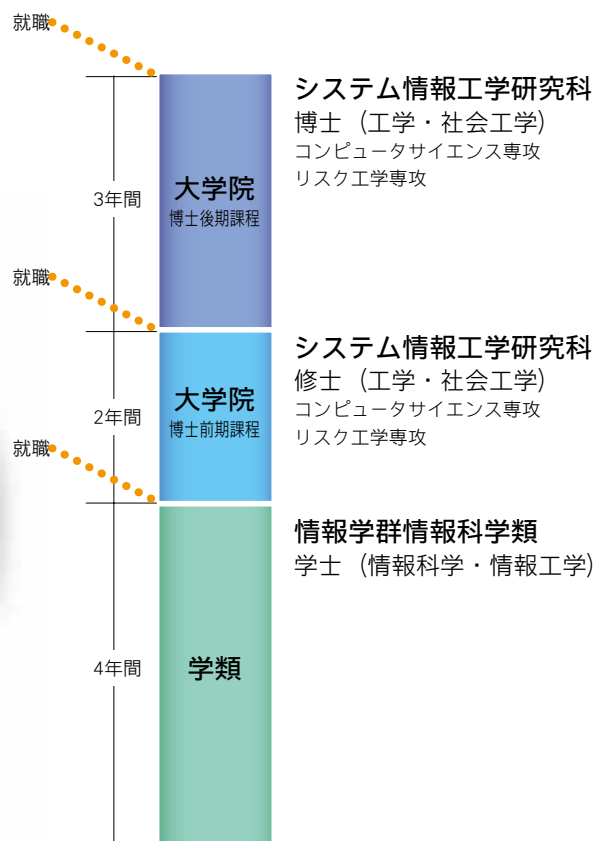 就職
システム情報工学研究科
博士（工学・社会工学）
コンピュータサイエンス専攻
リスク工学専攻
3年間
大学院
博士後期課程
就職
システム情報工学研究科
修士（工学・社会工学）
コンピュータサイエンス専攻
リスク工学専攻
2年間
大学院
博士前期課程
就職
情報学群情報科学類
学士（情報科学・情報工学）
4年間
学類